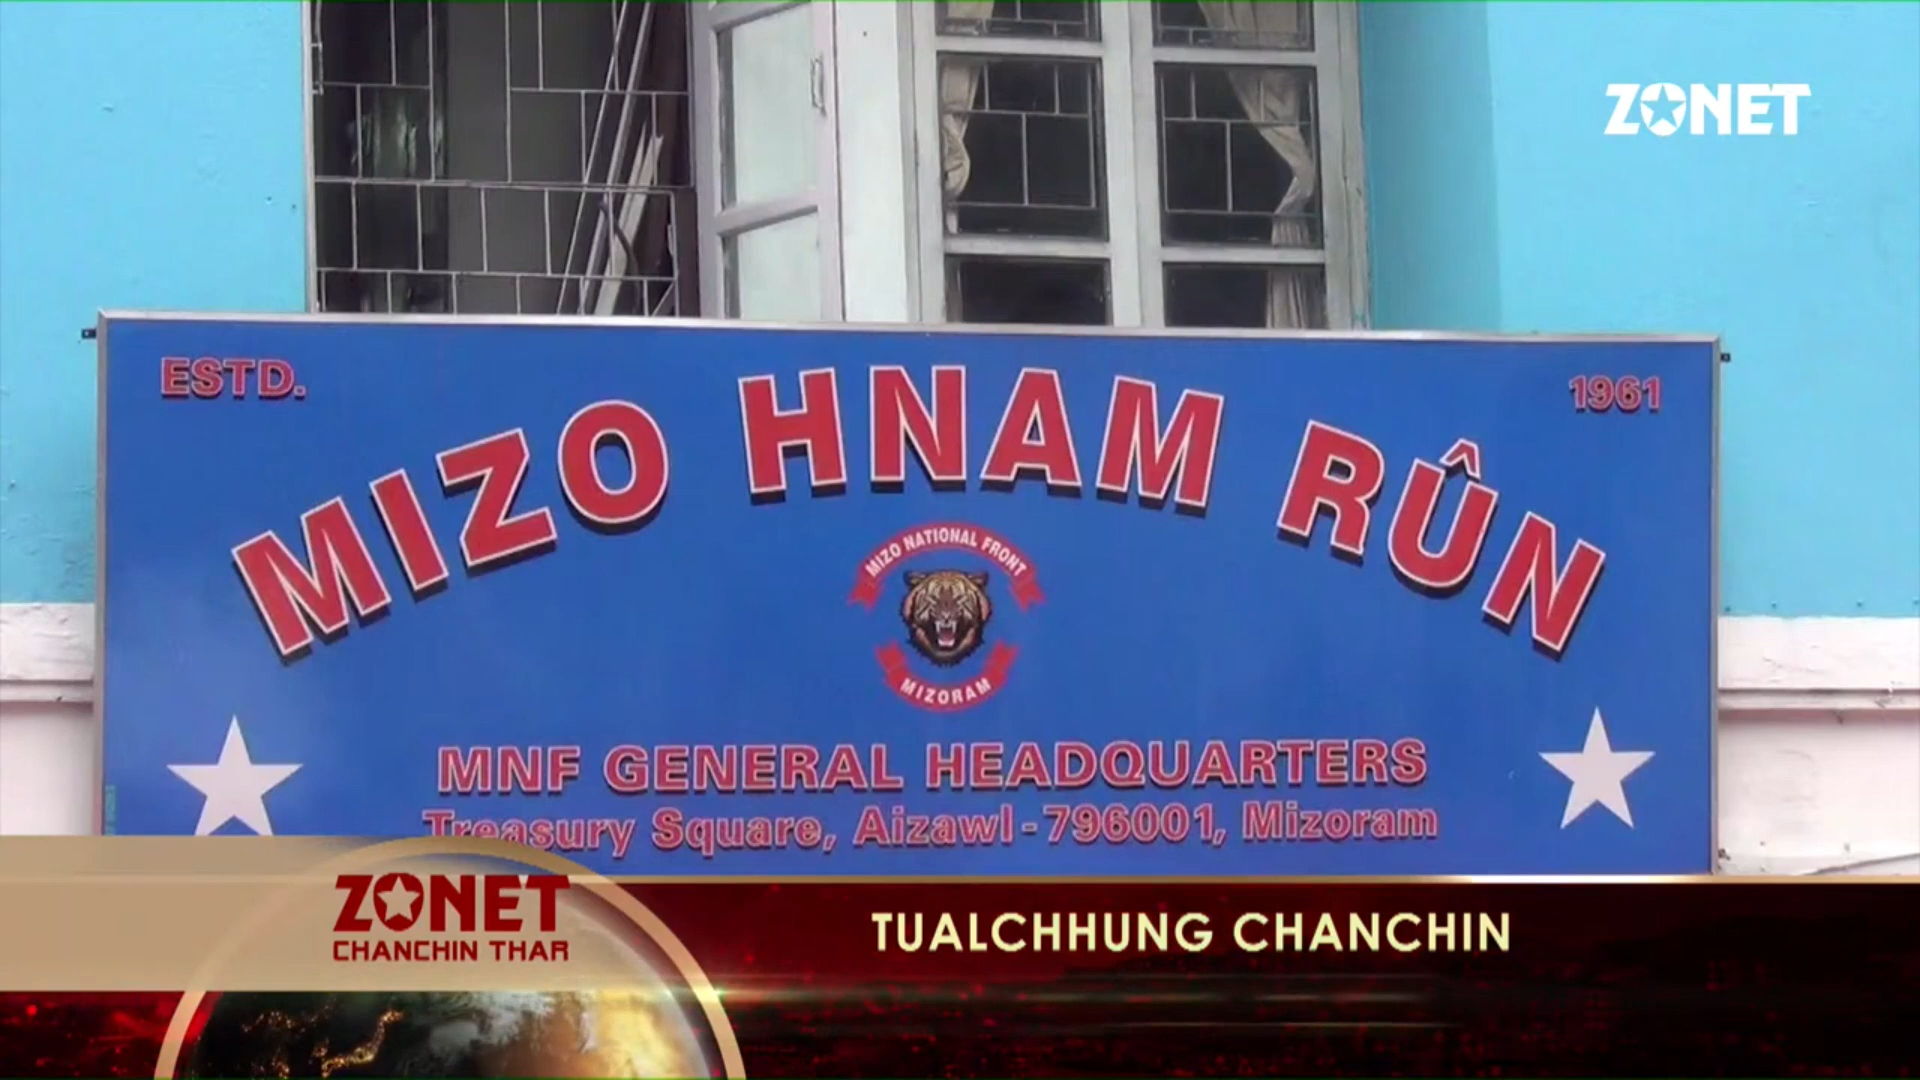 ZONET
ESTD.
1961
MIZO HNAM RÛN
MIZO NATIONAL FRONT
MIZORAM
MNF GENERAL HEADQUARTERS
Treasury Square, Aizawl - 796001, Mizoram
ZONET
CHANCHIN THAR
TUALCHHUNG CHANCHIN